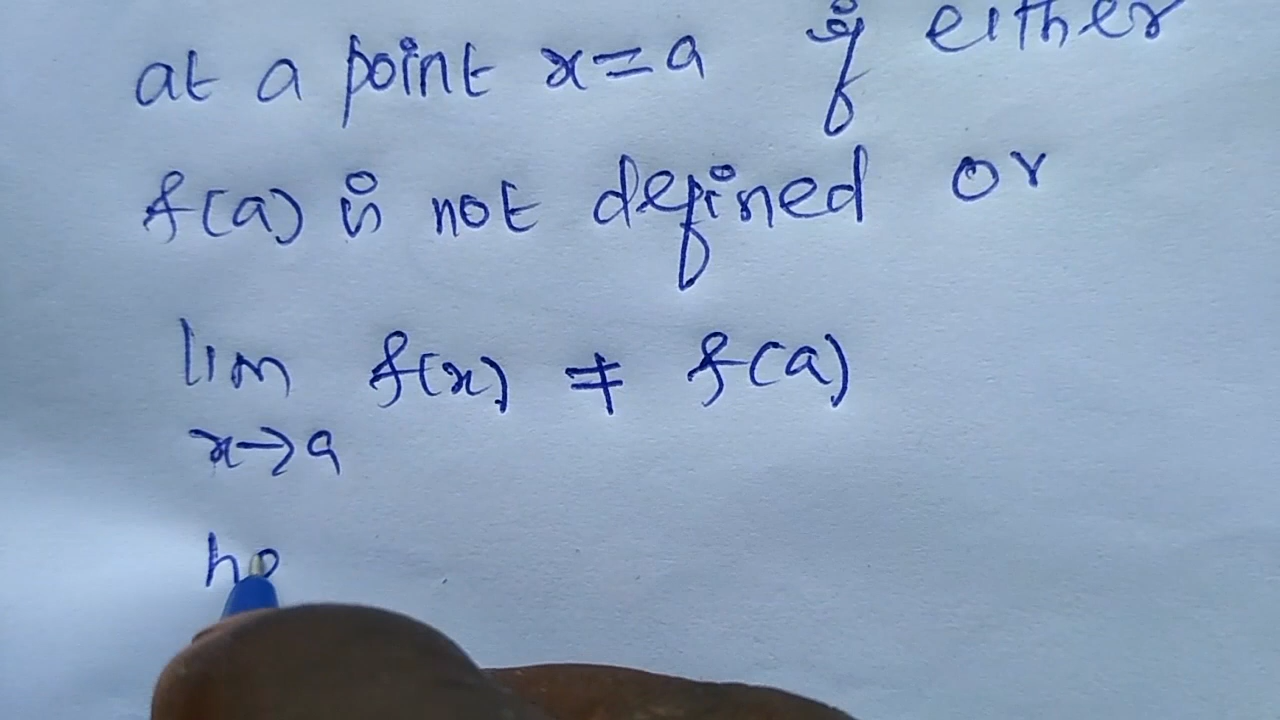 at a point x=a if either
f(a) is not defined or
lim f(x) ≠ f(a)
x→a